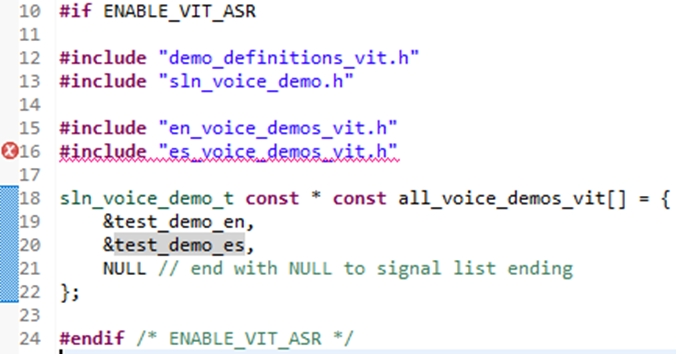 10 #if ENABLE_VIT_ASR
11
12 #include "demo_definitions_vit.h"
13 #include "sln_voice_demo.h"
14
15 #include "en_voice_demos_vit.h"
16 #include "es_voice_demos_vit.h"
17
18 sln_voice_demo_t const * const all_voice_demos_vit[] = {
19     &test_demo_en,
20     &test_demo_es,
21     NULL // end with NULL to signal list ending
22 };
23
24 #endif /* ENABLE_VIT_ASR */